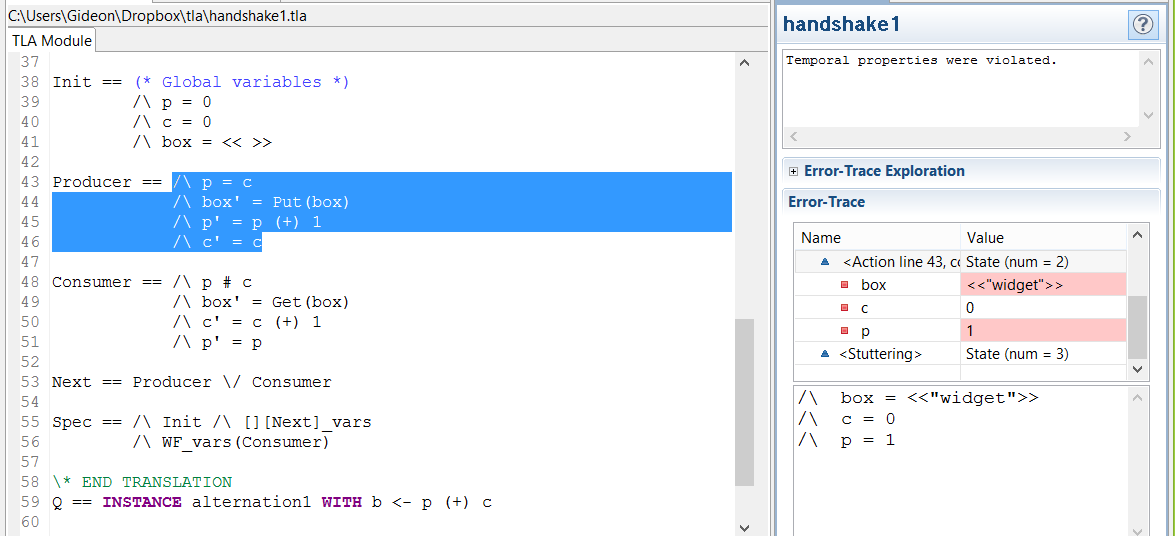 C:\Users\Gideon\Dropbox\tla\handshake1.tla
TLA Module
37
38 Init == (* Global variables *)
39 /\ p = 0
40 /\ c = 0
41 /\ box = << >>
42
43 Producer == /\ p = c
44 /\ box' = Put(box)
45 /\ p' = p (+) 1
46 /\ c' = c
47
48 Consumer == /\ p # c
49 /\ box' = Get(box)
50 /\ c' = c (+) 1
51 /\ p' = p
52
53 Next == Producer \/ Consumer
54
55 Spec == /\ Init /\ [][Next]_vars
56 /\ WF_vars(Consumer)
57
58 \* END TRANSLATION
59 Q == INSTANCE alternation1 WITH b <- p (+) c
60
handshake1
Temporal properties were violated.
Error-Trace Exploration
Error-Trace
Name Value
<Action line 43, co State (num = 2)
box <<"widget">>
c 0
p 1
<Stuttering> State (num = 3)
/\ box = <<"widget">>
/\ c = 0
/\ p = 1